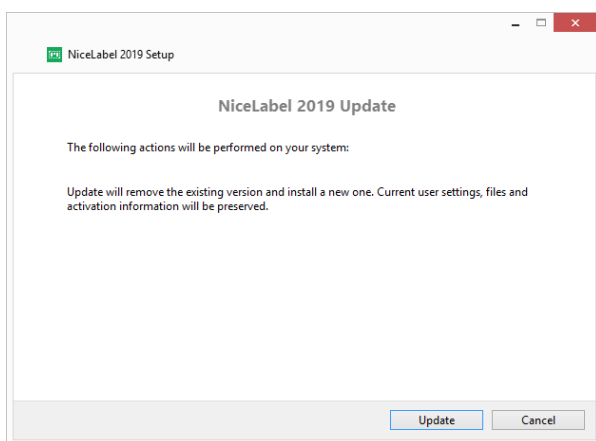 NiceLabel 2019 Setup
NiceLabel 2019 Update
The following actions will be performed on your system:
Update will remove the existing version and install a new one. Current user settings, files and
activation information will be preserved.
Update
Cancel